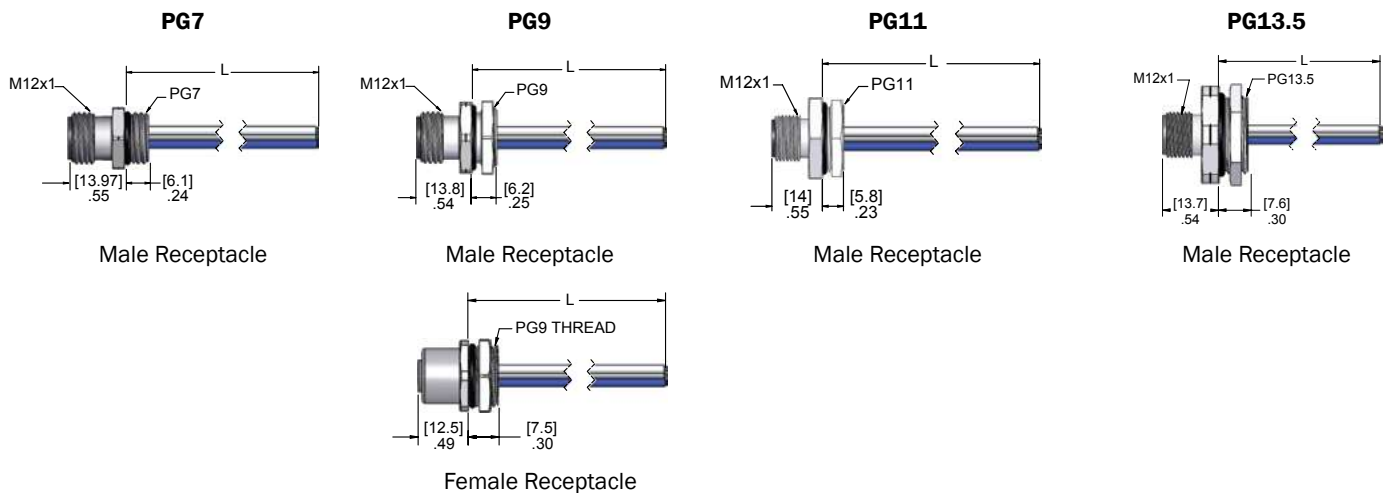 PG7
PG9
PG11
PG13.5
L
M12x1
PG7
[13.97]
.55
[6.1]
.24
Male Receptacle
L
M12x1
PG9
[13.8]
.54
[6.2]
.25
Male Receptacle
L
M12x1
PG11
[14]
.55
[5.8]
.23
Male Receptacle
L
M12x1
PG13.5
[13.7]
.54
[7.6]
.30
Male Receptacle
L
PG9 THREAD
[12.5]
.49
[7.5]
.30
Female Receptacle